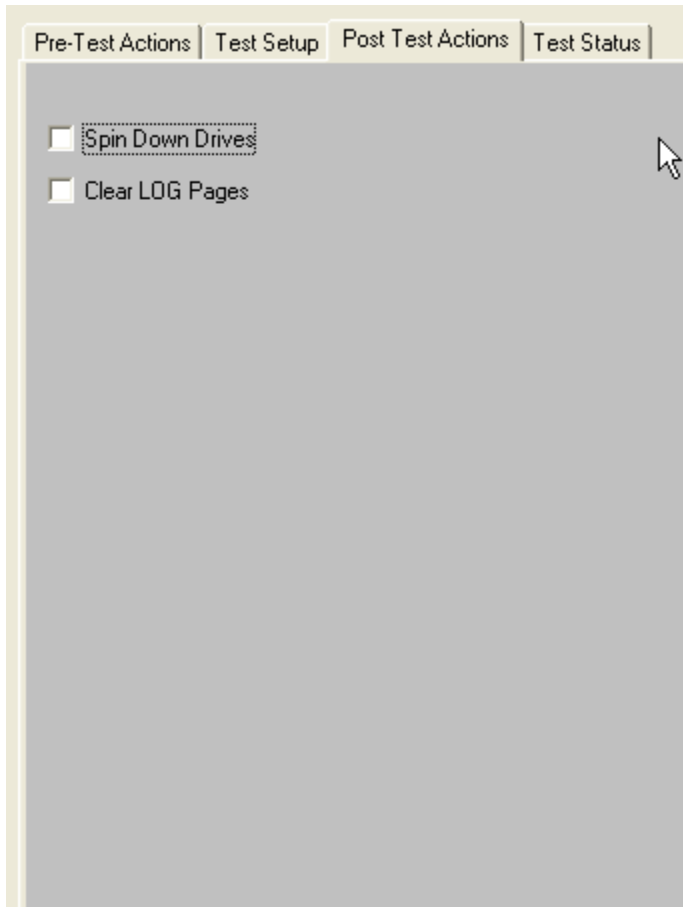 Pre-Test Actions Test Setup Post Test Actions Test Status
Spin Down Drives
Clear LOG Pages